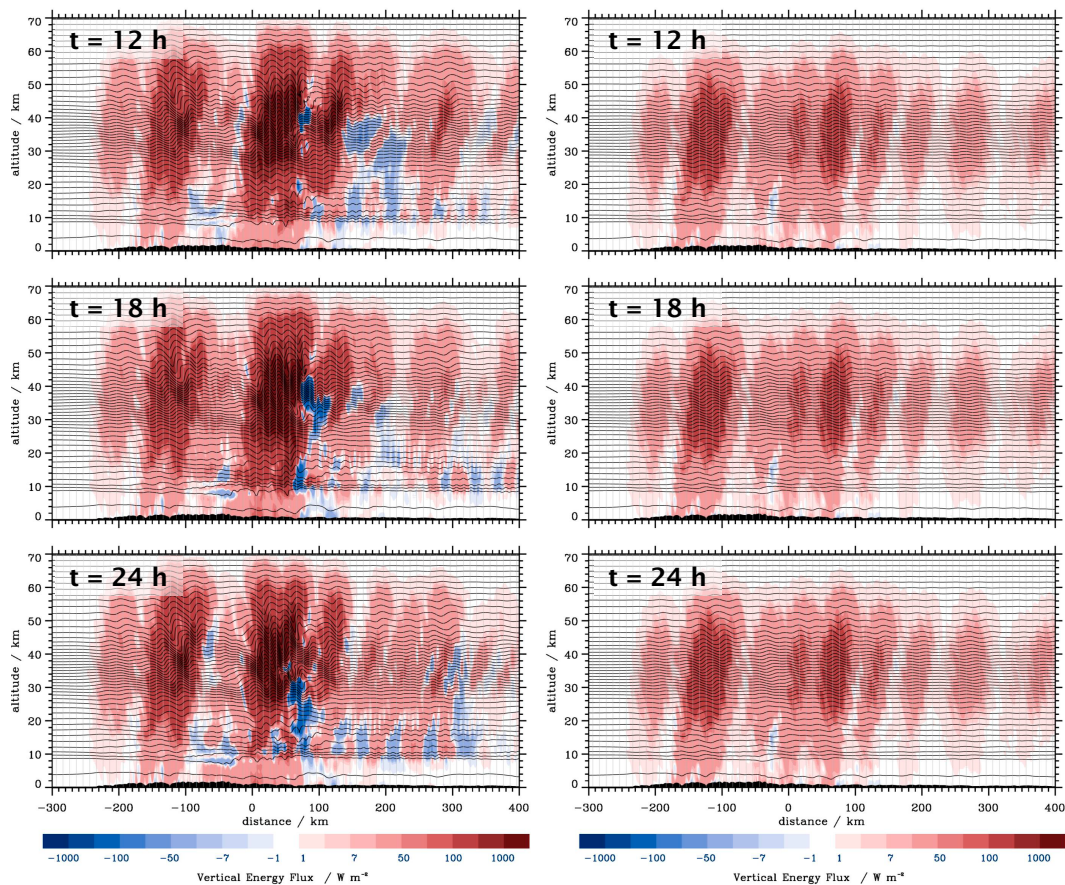 t = 12 h
70
60
50
40
30
20
10
0
altitude / km
t = 12 h
70
60
50
40
30
20
10
0
altitude / km
t = 18 h
70
60
50
40
30
20
10
0
altitude / km
t = 18 h
70
60
50
40
30
20
10
0
altitude / km
t = 24 h
70
60
50
40
30
20
10
0
altitude / km
−300 −200 −100 0 100 200 300 400
distance / km
t = 24 h
70
60
50
40
30
20
10
0
altitude / km
−300 −200 −100 0 100 200 300 400
distance / km
−1000 −100 −50 −7 −1 1 7 50 100 1000
Vertical Energy Flux / W m⁻²
−1000 −100 −50 −7 −1 1 7 50 100 1000
Vertical Energy Flux / W m⁻²